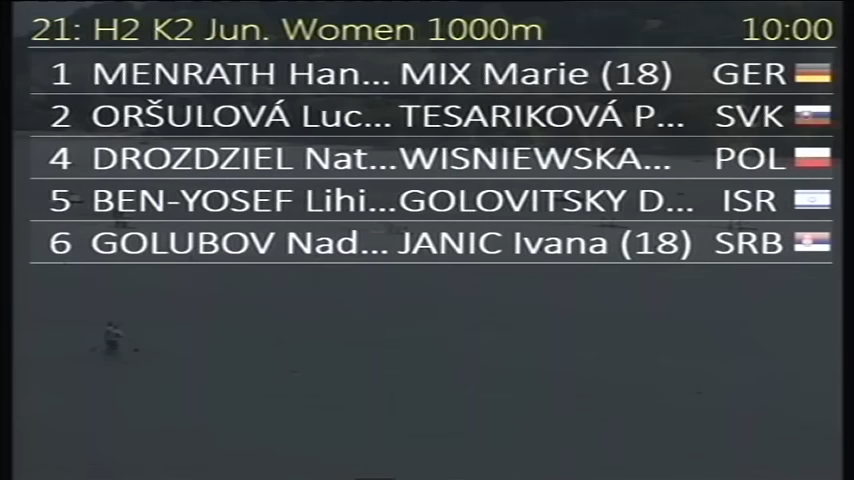 21: H2 K2 Jun. Women 1000m 10:00
1 MENRATH Han... MIX Marie (18) GER
2 ORŠULOVÁ Luc... TESARIKOVÁ P... SVK
4 DROZDZIEL Nat... WISNIEWSKA... POL
5 BEN-YOSEF Lihi... GOLOVITSKY D... ISR
6 GOLUBOV Nad... JANIC Ivana (18) SRB